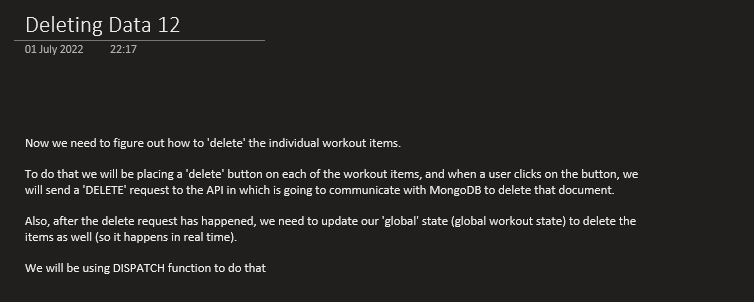 Deleting Data 12
01 July 2022 22:17
Now we need to figure out how to 'delete' the individual workout items.
To do that we will be placing a 'delete' button on each of the workout items, and when a user clicks on the button, we
will send a 'DELETE' request to the API in which is going to communicate with MongoDB to delete that document.
Also, after the delete request has happened, we need to update our 'global' state (global workout state) to delete the
items as well (so it happens in real time).
We will be using DISPATCH function to do that